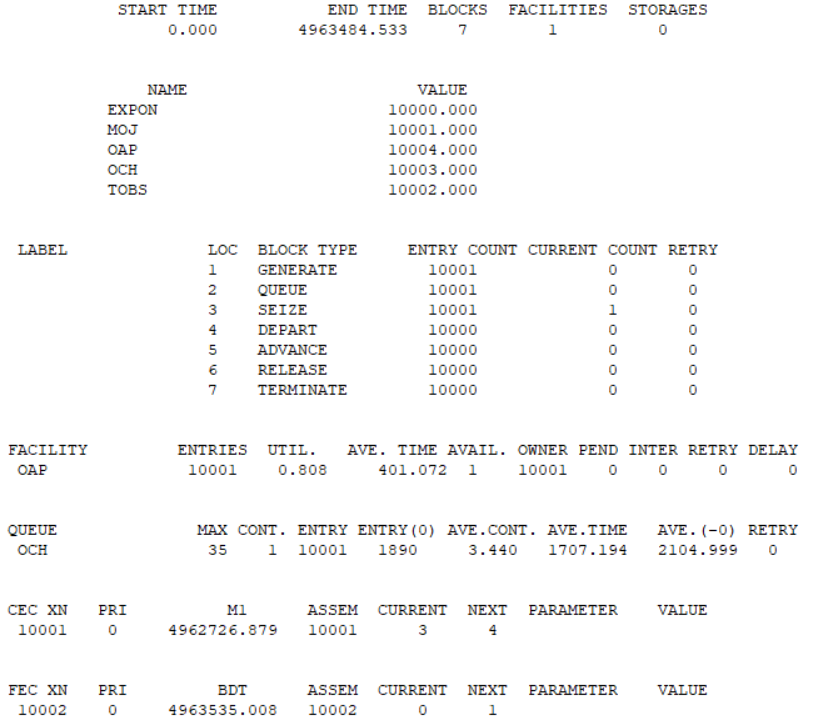 START TIME END TIME BLOCKS FACILITIES STORAGES
0.000 4963484.533 7 1 0
NAME VALUE
EXPON 10000.000
MOJ 10001.000
OAP 10004.000
OCH 10003.000
TOBS 10002.000
LABEL LOC BLOCK TYPE ENTRY COUNT CURRENT COUNT RETRY
1 GENERATE 10001 0 0
2 QUEUE 10001 0 0
3 SEIZE 10001 1 0
4 DEPART 10000 0 0
5 ADVANCE 10000 0 0
6 RELEASE 10000 0 0
7 TERMINATE 10000 0 0
FACILITY ENTRIES UTIL. AVE. TIME AVAIL. OWNER PEND INTER RETRY DELAY
OAP 10001 0.808 401.072 1 10001 0 0 0 0
QUEUE MAX CONT. ENTRY ENTRY(0) AVE.CONT. AVE.TIME AVE.(-0) RETRY
OCH 35 1 10001 1890 3.440 1707.194 2104.999 0
CEC XN PRI M1 ASSEM CURRENT NEXT PARAMETER VALUE
10001 0 4962726.879 10001 3 4
FEC XN PRI BDT ASSEM CURRENT NEXT PARAMETER VALUE
10002 0 4963535.008 10002 0 1